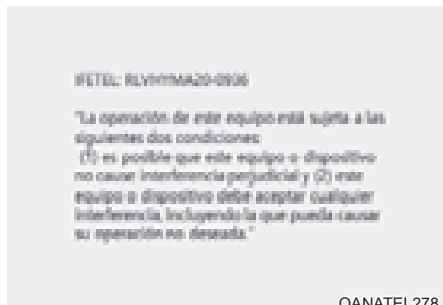 IFETEL: RLVHYMA20-0936
"La operación de este equipo está sujeta a las
siguientes dos condiciones:
(1) es posible que este equipo o dispositivo
no cause interferencia perjudicial y (2) este
equipo o dispositivo debe aceptar cualquier
interferencia, incluyendo la que pueda causar
su operación no deseada."
OANATEL278